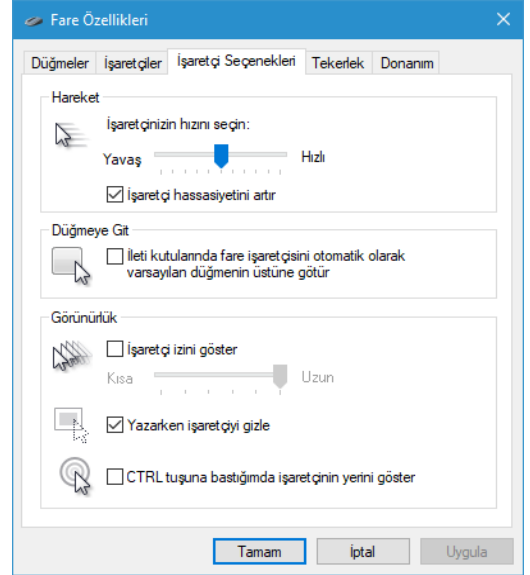 Fare Özellikleri
Düğmeler İşaretçiler İşaretçi Seçenekleri Tekerlek Donanım
Hareket
İşaretçinizin hızını seçin:
Yavaş Hızlı
İşaretçi hassasiyetini artır
Düğmeye Git
İleti kutularında fare işaretçisini otomatik olarak
varsayılan düğmenin üstüne götür
Görünürlük
İşaretçi izini göster
Kısa Uzun
Yazarken işaretçiyi gizle
CTRL tuşuna bastığımda işaretçinin yerini göster
Tamam İptal Uygula